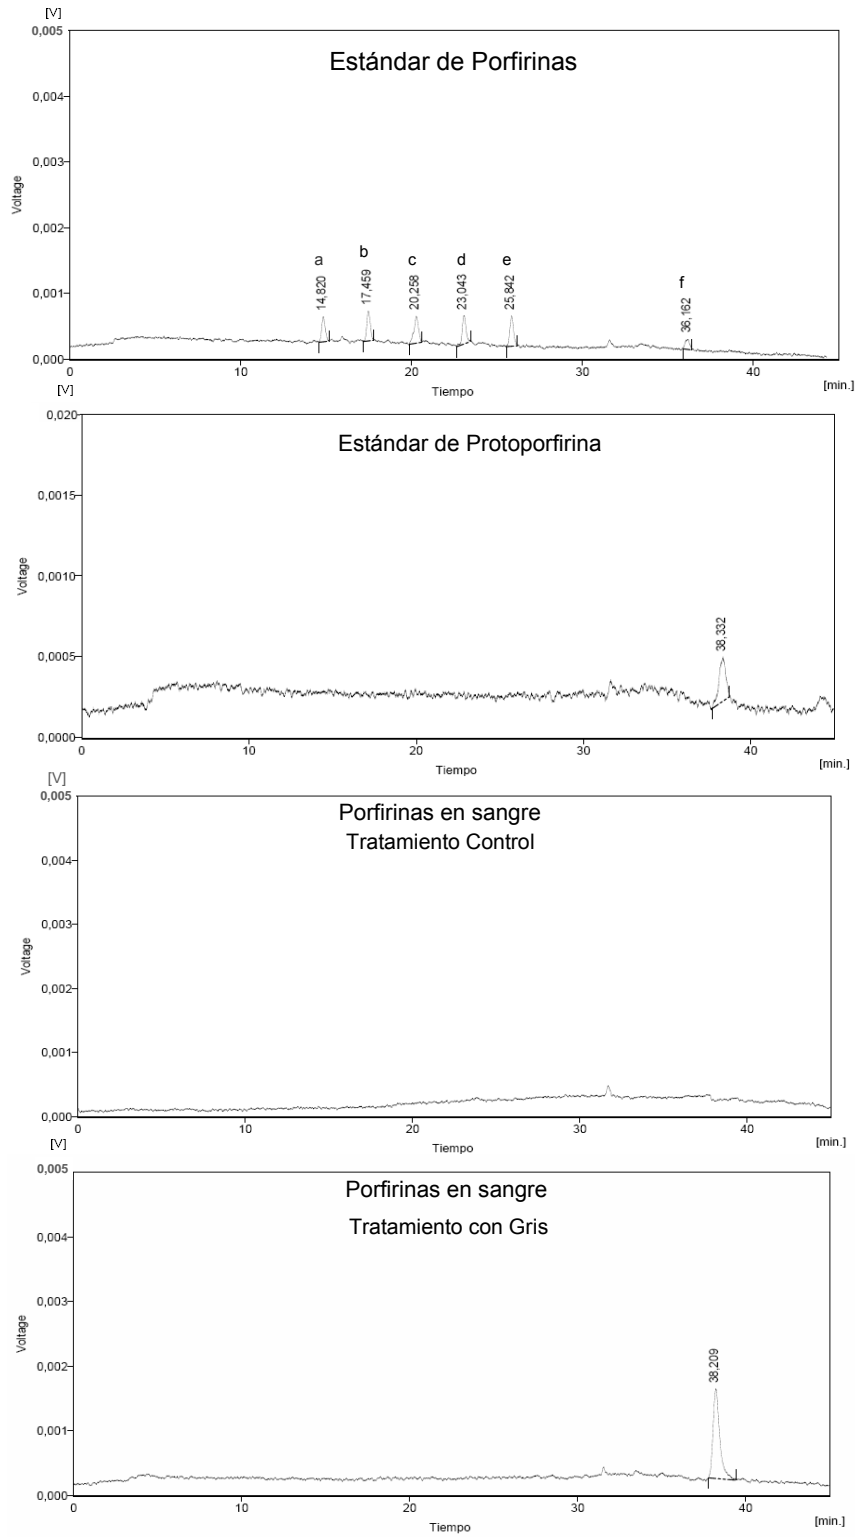 [V]
0,005
Estándar de Porfirinas
0,004
0,003
Voltage
0,002
a b c d e f
14,820 17,459 20,258 23,043 25,842 36,162
0,001
0,000
0 10 20 30 40
Tiempo [min.]
[V]
0,020
Estándar de Protoporfirina
0,0015
Voltage
0,0010
38,332
0,0005
0,0000
0 10 20 30 40
Tiempo [min.]
[V]
0,005
Porfirinas en sangre
Tratamiento Control
0,004
0,003
Voltage
0,002
0,001
0,000
0 10 20 30 40
Tiempo [min.]
[V]
0,005
Porfirinas en sangre
Tratamiento con Gris
0,004
0,003
Voltage
0,002
38,209
0,001
0,000
0 10 20 30 40
Tiempo [min.]